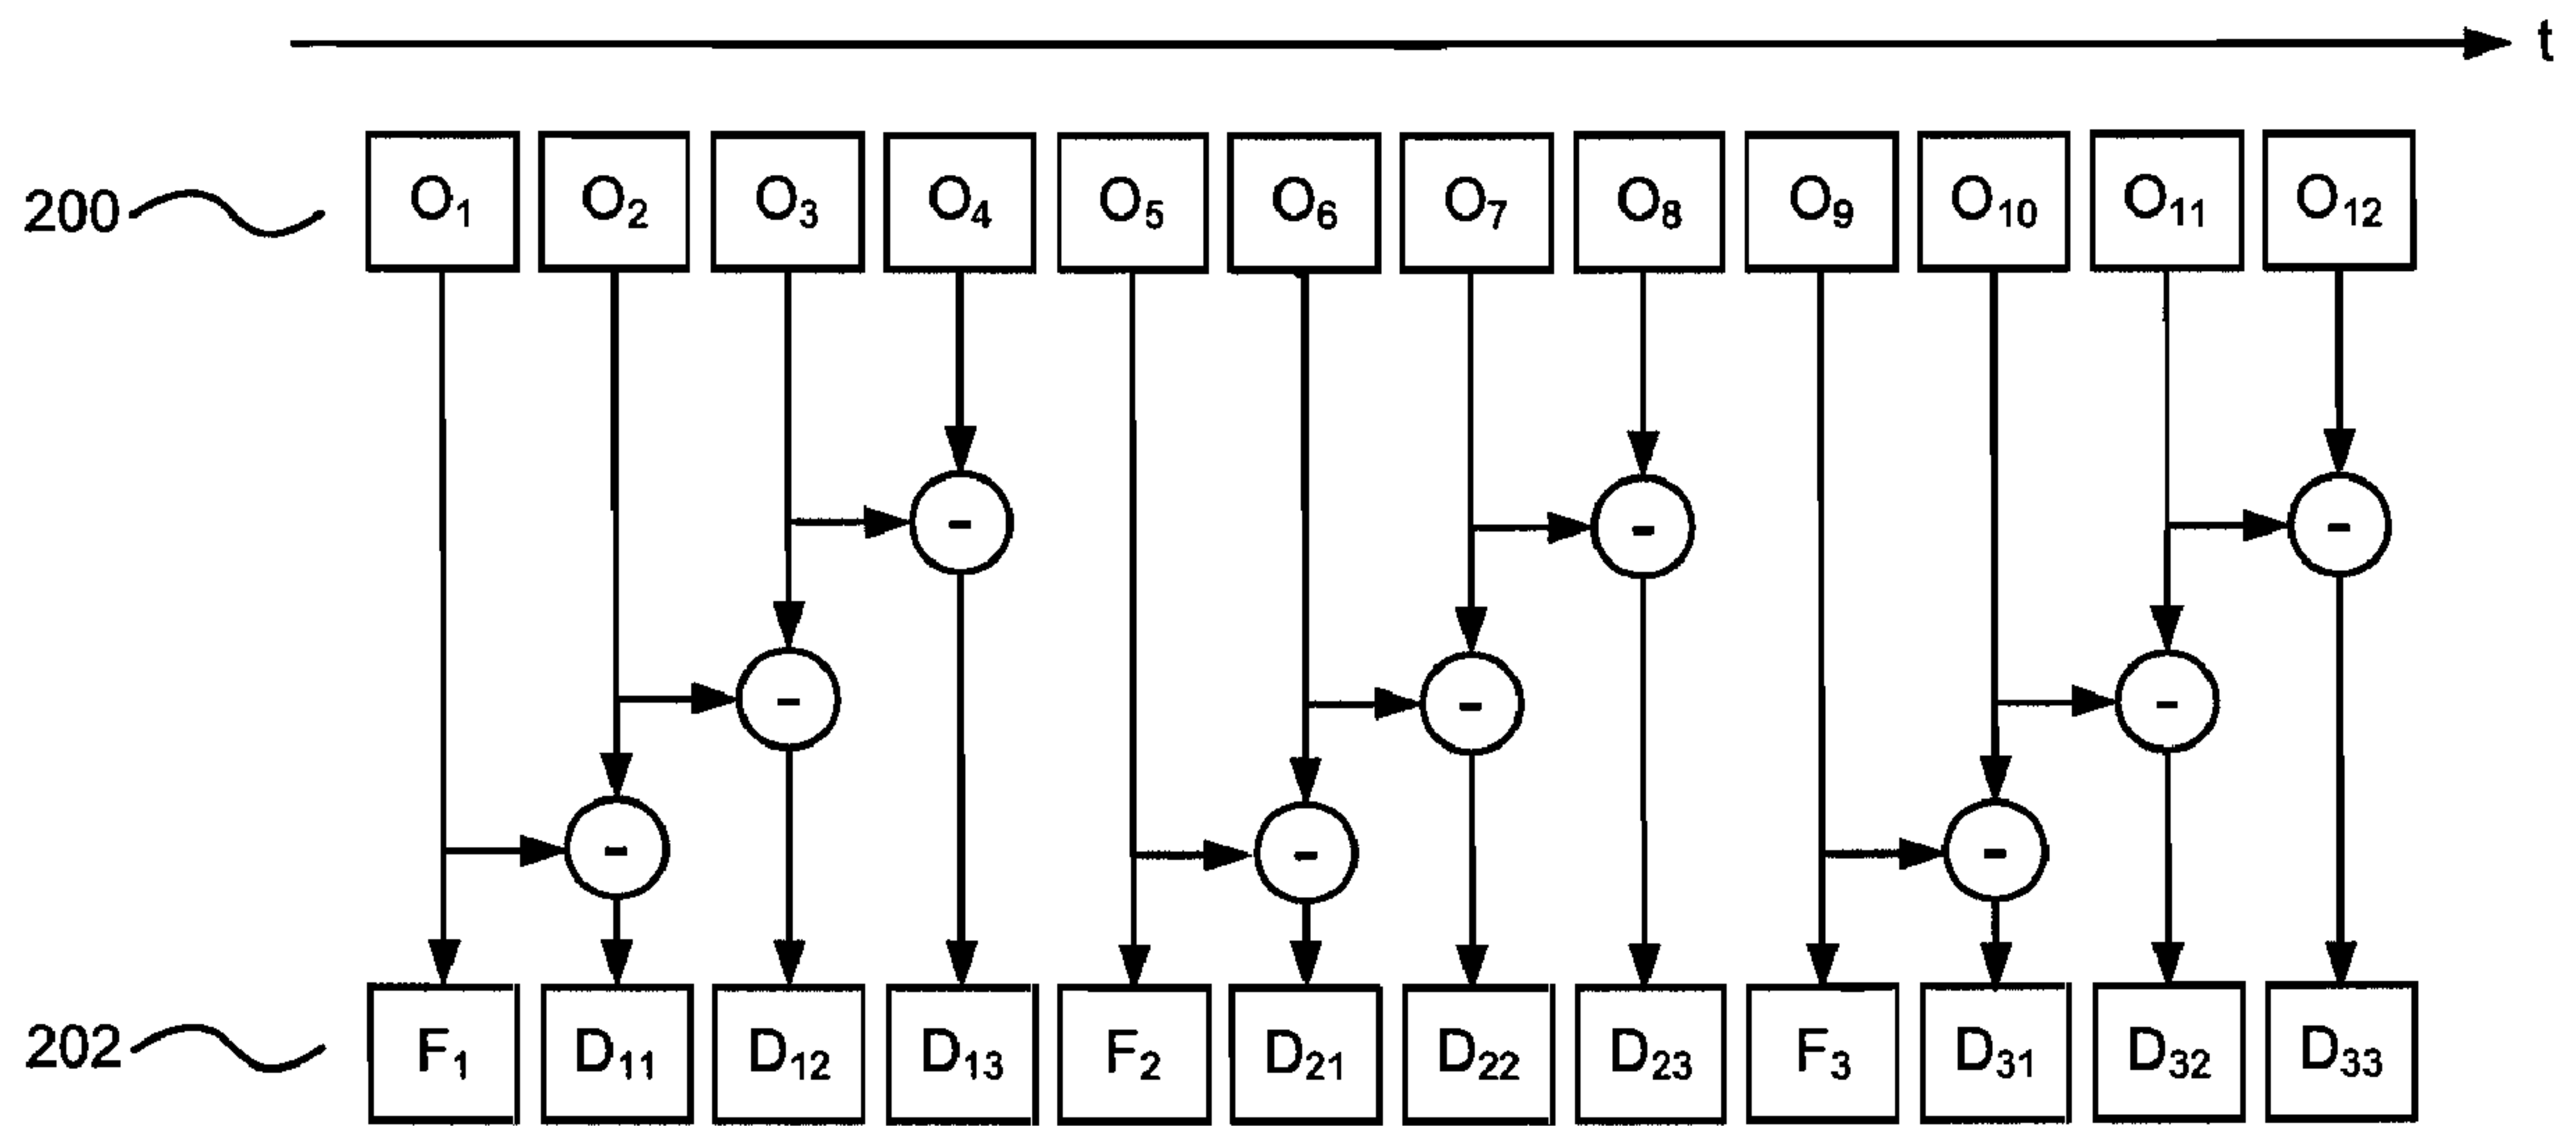 t
200 O₁ O₂ O₃ O₄ O₅ O₆ O₇ O₈ O₉ O₁₀ O₁₁ O₁₂
- - -
- - -
- - -
202 F₁ D₁₁ D₁₂ D₁₃ F₂ D₂₁ D₂₂ D₂₃ F₃ D₃₁ D₃₂ D₃₃